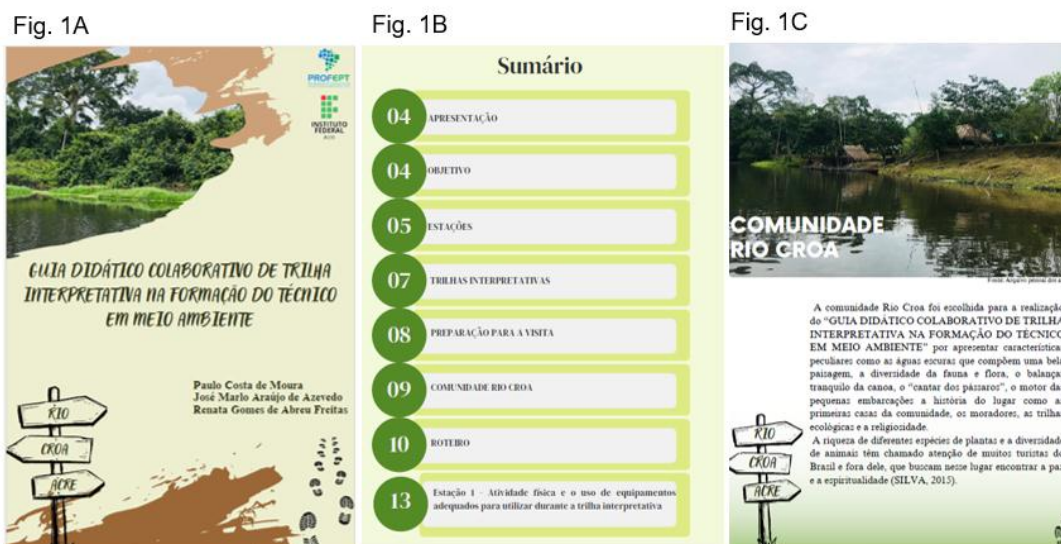 Fig. 1A
PROFEPT
INSTITUTO
FEDERAL
GUIA DIDÁTICO COLABORATIVO DE TRILHA
INTERPRETATIVA NA FORMAÇÃO DO TÉCNICO
EM MEIO AMBIENTE
Paulo Costa de Moura
José Marlo Araújo de Azevedo
Renata Gomes de Abreu Freitas
RIO
CROA
ACRE
Fig. 1B
Sumário
04 APRESENTAÇÃO
04 OBJETIVO
05 ESTAÇÕES
07 TRILHAS INTERPRETATIVAS
08 PREPARAÇÃO PARA A VISITA
09 COMUNIDADE RIO CROA
10 ROTEIRO
13 Estação 1 - Atividade física e o uso de equipamentos
adequados para utilizar durante a trilha interpretativa
Fig. 1C
COMUNIDADE
RIO CROA
Fonte: Arquivo pessoal dos a
A comunidade Rio Croa foi escolhida para a realização
do "GUIA DIDÁTICO COLABORATIVO DE TRILHA
INTERPRETATIVA NA FORMAÇÃO DO TÉCNICO
EM MEIO AMBIENTE" por apresentar característica
peculiares como as águas escuras que compõem uma bela
paisagem, a diversidade da fauna e flora, o balança
tranquilo da canoa, o "cantar dos pássaros", o motor da
pequenas embarcações a história do lugar como a
primeiras casas da comunidade, os moradores, as trilha
ecológicas e a religiosidade.
A riqueza de diferentes espécies de plantas e a diversidade
de animais têm chamado atenção de muitos turistas do
Brasil e fora dele, que buscam nesse lugar encontrar a pa
e a espiritualidade (SILVA, 2015).
RIO
CROA
ACRE